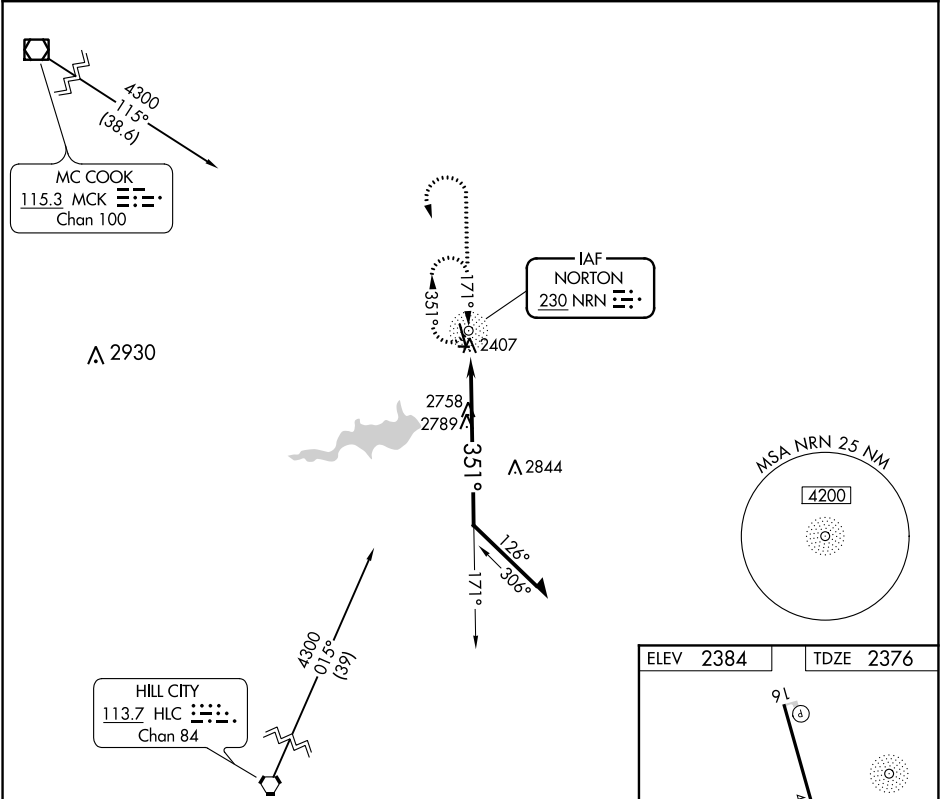 4300
115°
(38.6)
MC COOK
115.3 MCK
Chan 100
IAF
NORTON
230 NRN
351°
171°
2407
2930
2758
2789
351°
2844
MSA NRN 25 NM
4200
126°
306°
171°
4300
015°
(39)
HILL CITY
113.7 HLC
Chan 84
ELEV 2384
TDZE 2376
16
P